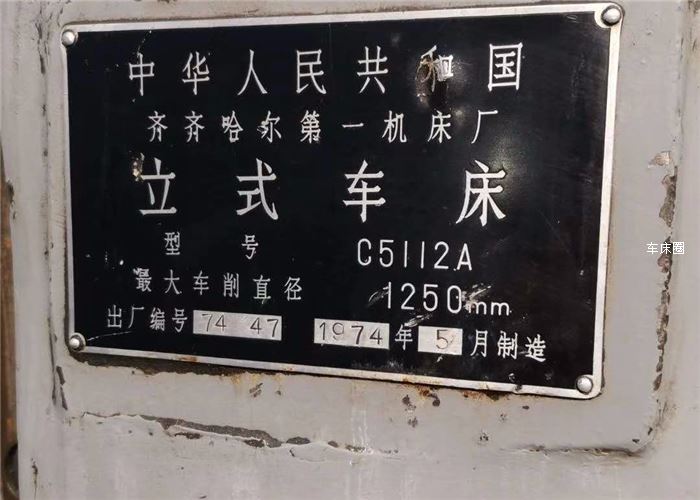 中华人民共和国
齐齐哈尔第一机床厂
立式车床
型号 C5112A
最大车削直径 1250mm
出厂编号 74 47 1974年5月制造
车床圈